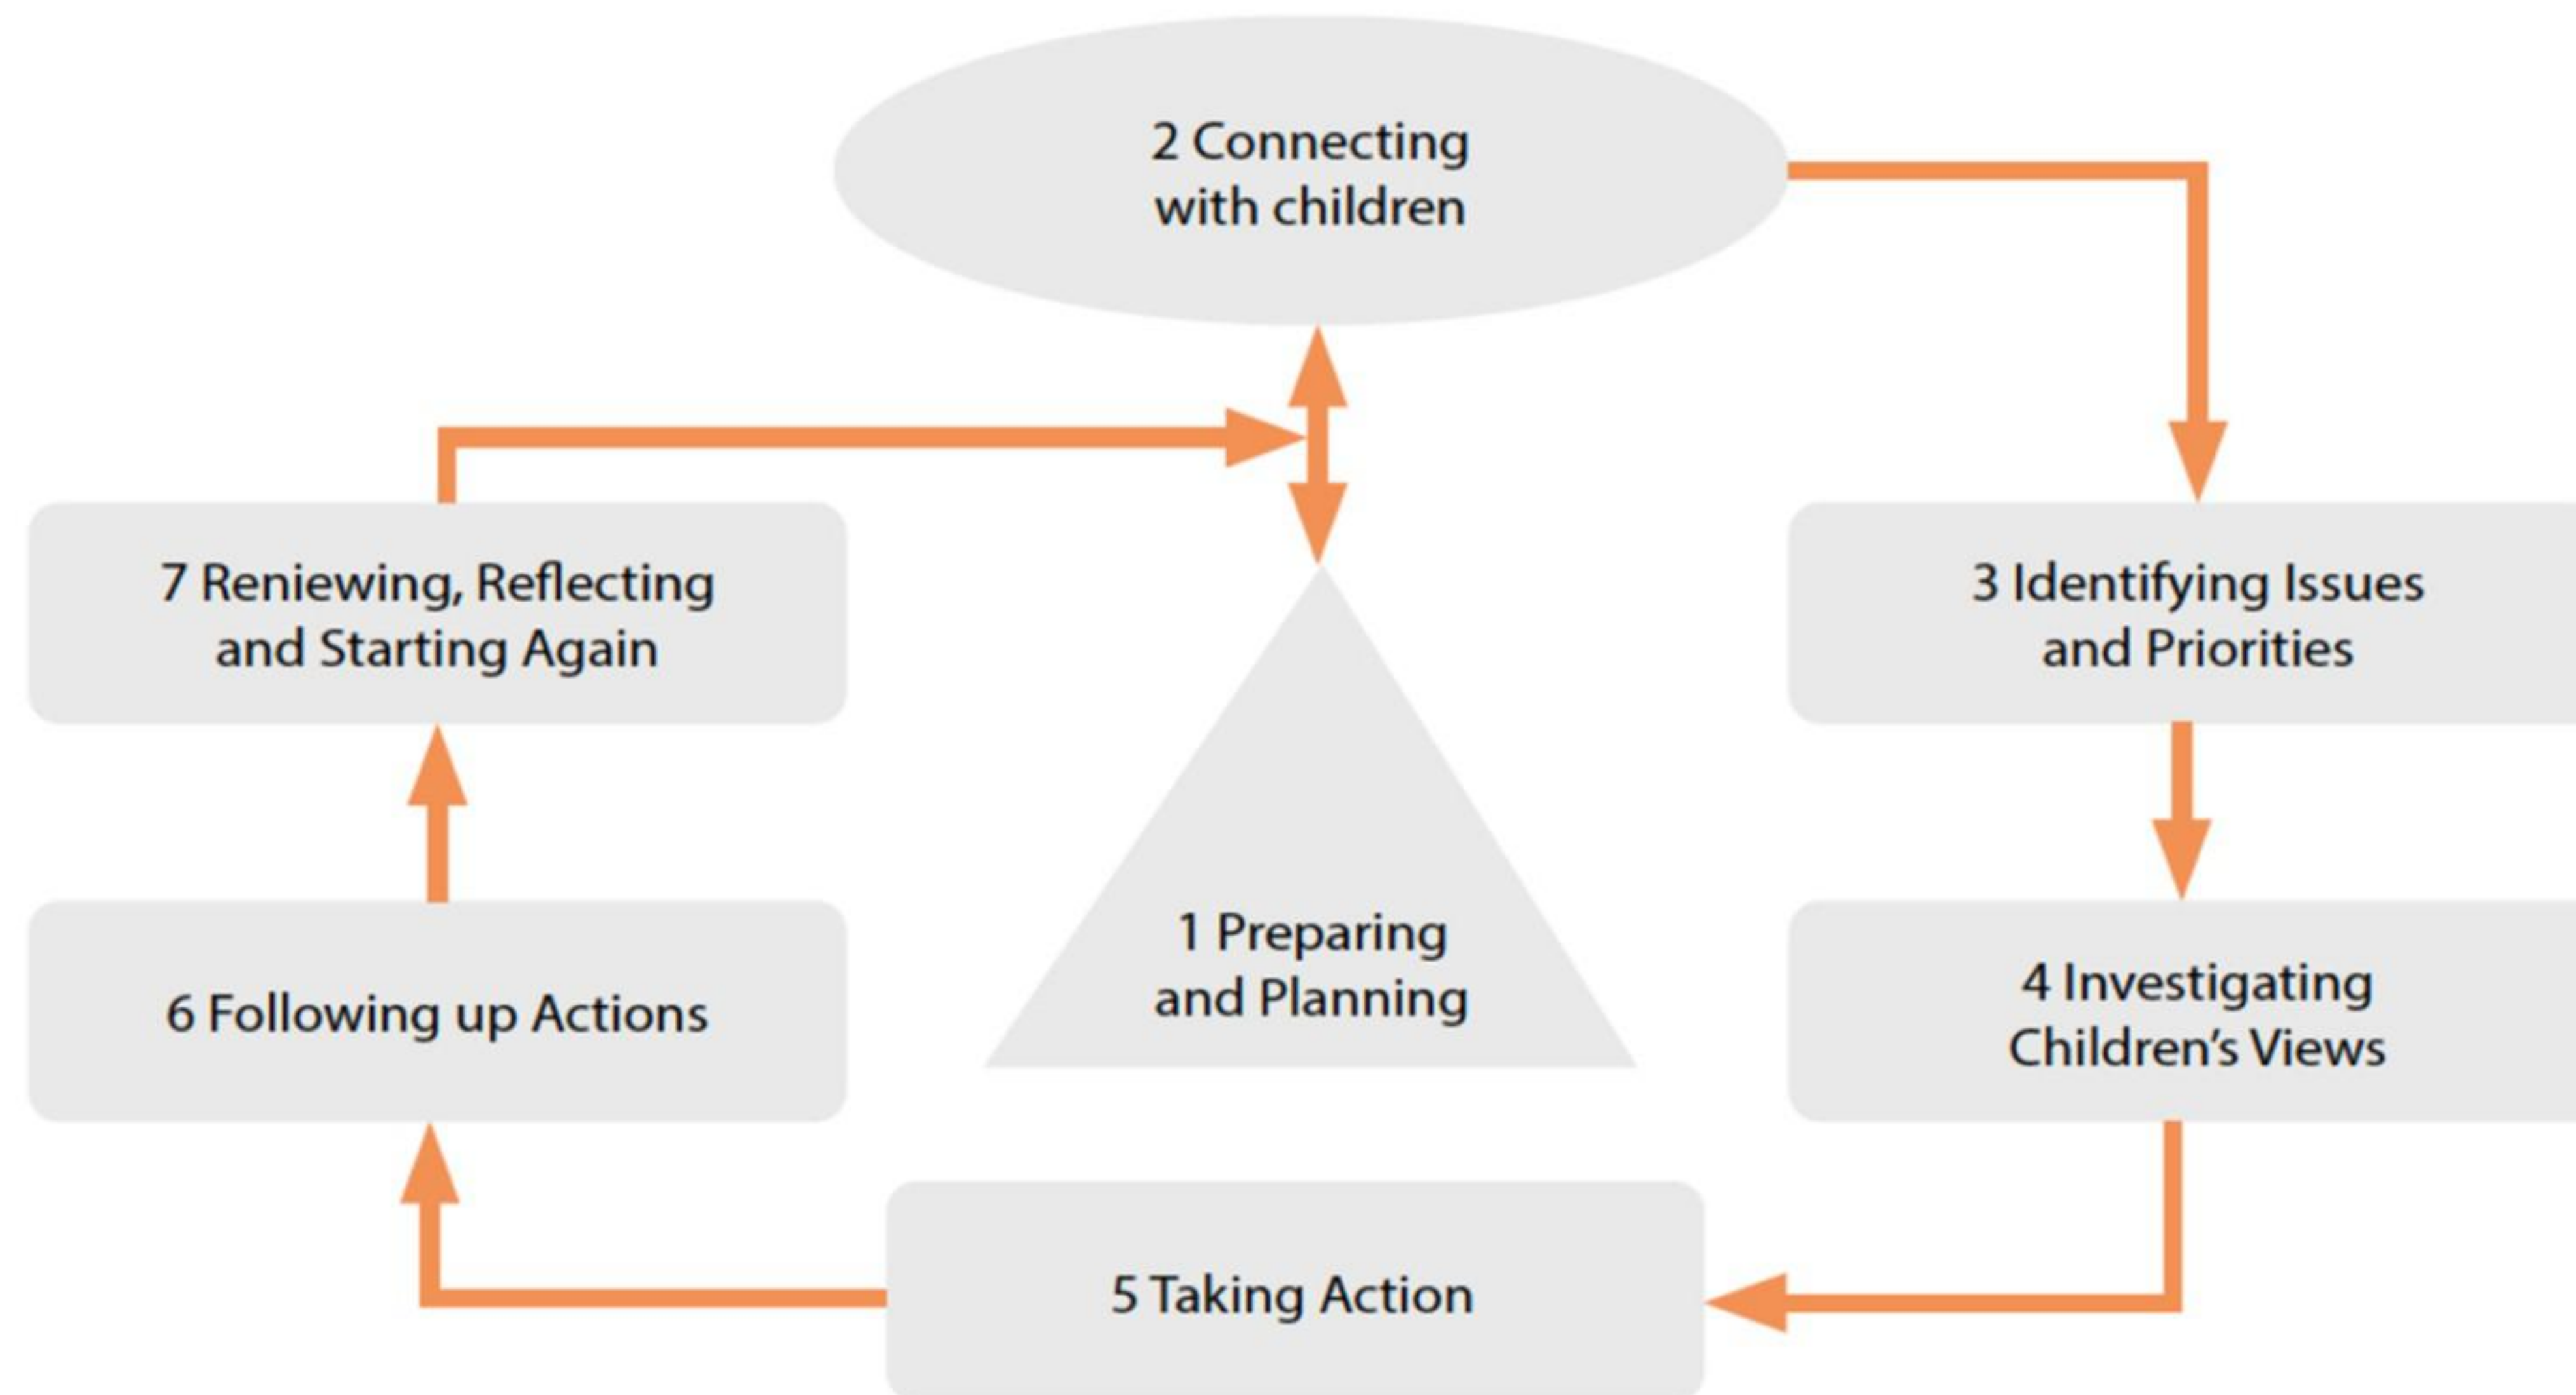 2 Connecting
with children
7 Reniewing, Reflecting
and Starting Again
3 Identifying Issues
and Priorities
1 Preparing
and Planning
6 Following up Actions
4 Investigating
Children's Views
5 Taking Action